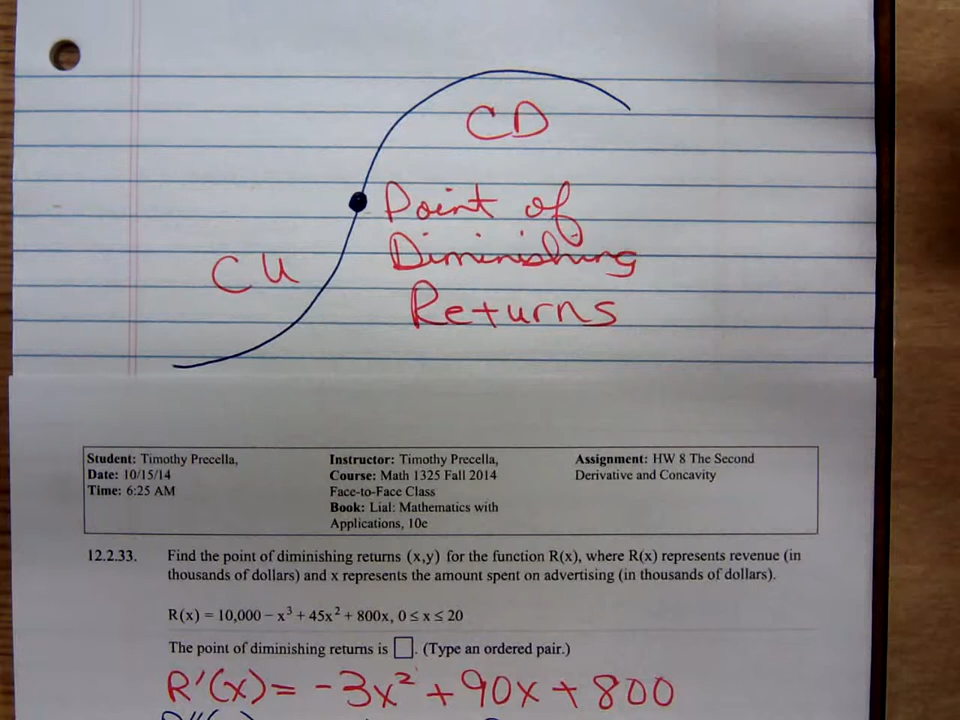 CD
Point of
Diminishing
CU
Returns
Student: Timothy Precella,
Date: 10/15/14
Time: 6:25 AM
Instructor: Timothy Precella,
Course: Math 1325 Fall 2014
Face-to-Face Class
Book: Lial: Mathematics with
Applications, 10e
Assignment: HW 8 The Second
Derivative and Concavity
12.2.33. Find the point of diminishing returns (x,y) for the function R(x), where R(x) represents revenue (in
thousands of dollars) and x represents the amount spent on advertising (in thousands of dollars).
R(x) = 10,000 − x³ + 45x² + 800x, 0 ≤ x ≤ 20
The point of diminishing returns is □. (Type an ordered pair.)
R'(x) = -3x² + 90x + 800